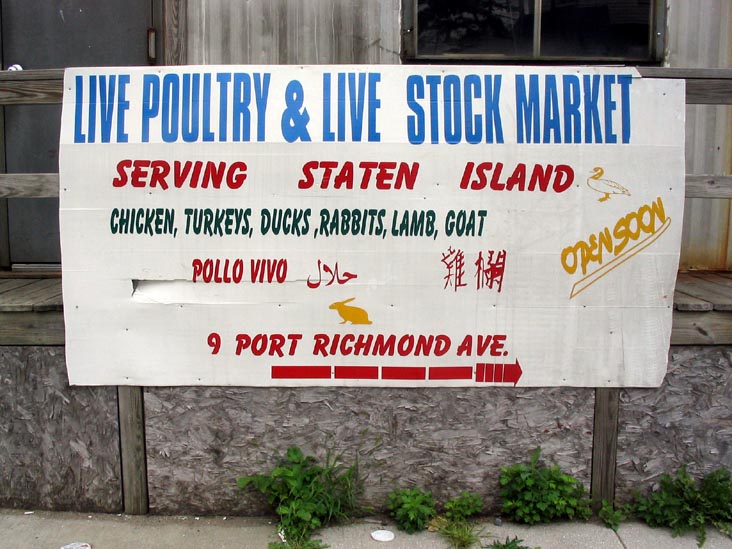 LIVE POULTRY & LIVE STOCK MARKET
SERVING STATEN ISLAND
CHICKEN, TURKEYS, DUCKS ,RABBITS, LAMB, GOAT
OPEN SOON
POLLO VIVO حلال 雞欄
9 PORT RICHMOND AVE.